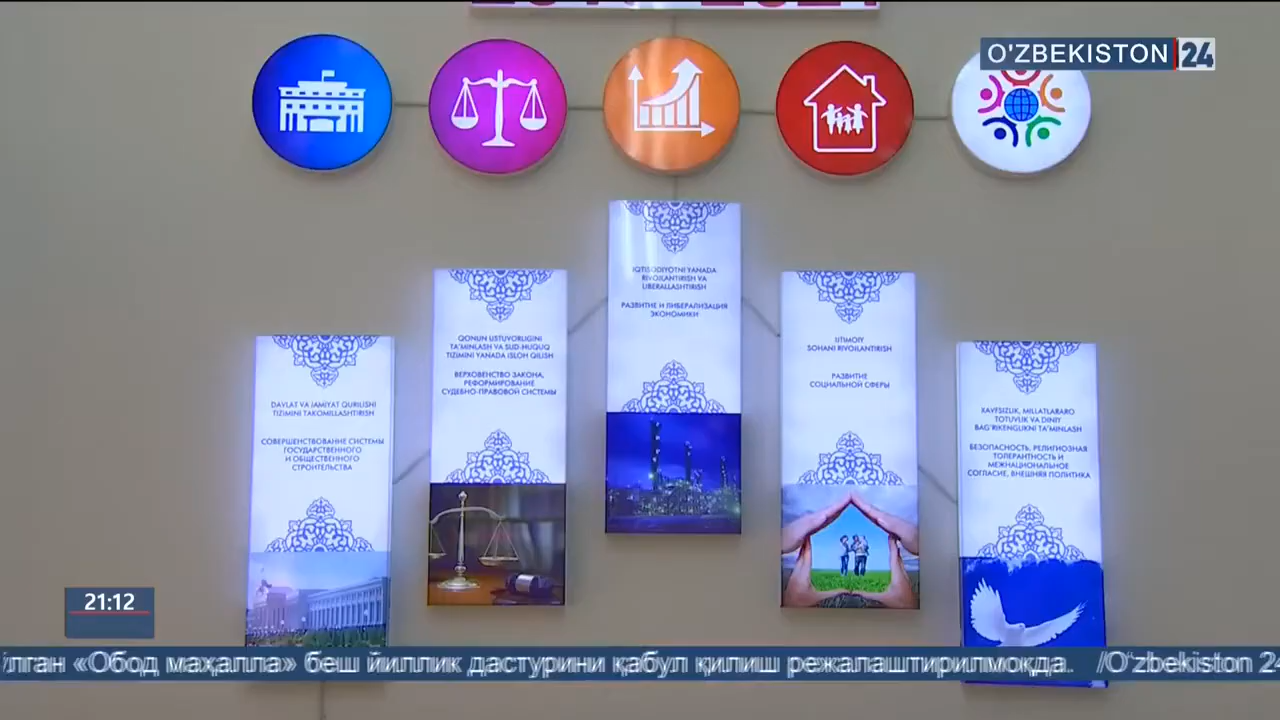 O'ZBEKISTON 24
IQTISODIYOTNI YANADA
RIVOJLANTIRISH VA
LIBERALLASHTIRISH
РАЗВИТИЕ И ЛИБЕРАЛИЗАЦИЯ
ЭКОНОМИКИ
QONUN USTUVORLIGINI
TA'MINLASH VA SUD-HUQUQ
TIZIMINI YANADA ISLOH QILISH
ВЕРХОВЕНСТВО ЗАКОНА,
РЕФОРМИРОВАНИЕ
СУДЕБНО-ПРАВОВОЙ СИСТЕМЫ
IJTIMOIY
SOHANI RIVOJLANTIRISH
РАЗВИТИЕ
СОЦИАЛЬНОЙ СФЕРЫ
DAVLAT VA JAMIYAT QURILISHI
TIZIMINI TAKOMILLASHTIRISH
СОВЕРШЕНСТВОВАНИЕ СИСТЕМЫ
ГОСУДАРСТВЕННОГО
И ОБЩЕСТВЕННОГО
СТРОИТЕЛЬСТВА
XAVFSIZLIK, MILLATLARARO
TOTUVLIK VA DINIY
BAG'RIKENGLIKNI TA'MINLASH
БЕЗОПАСНОСТЬ, РЕЛИГИОЗНАЯ
ТОЛЕРАНТНОСТЬ И
МЕЖНАЦИОНАЛЬНОЕ
СОГЛАСИЕ, ВНЕШНЯЯ ПОЛИТИКА
21:12
йлган «Обод маҳалла» беш йиллик дастурини қабул қилиш режалаштирилмоқда. /O'zbekiston 24